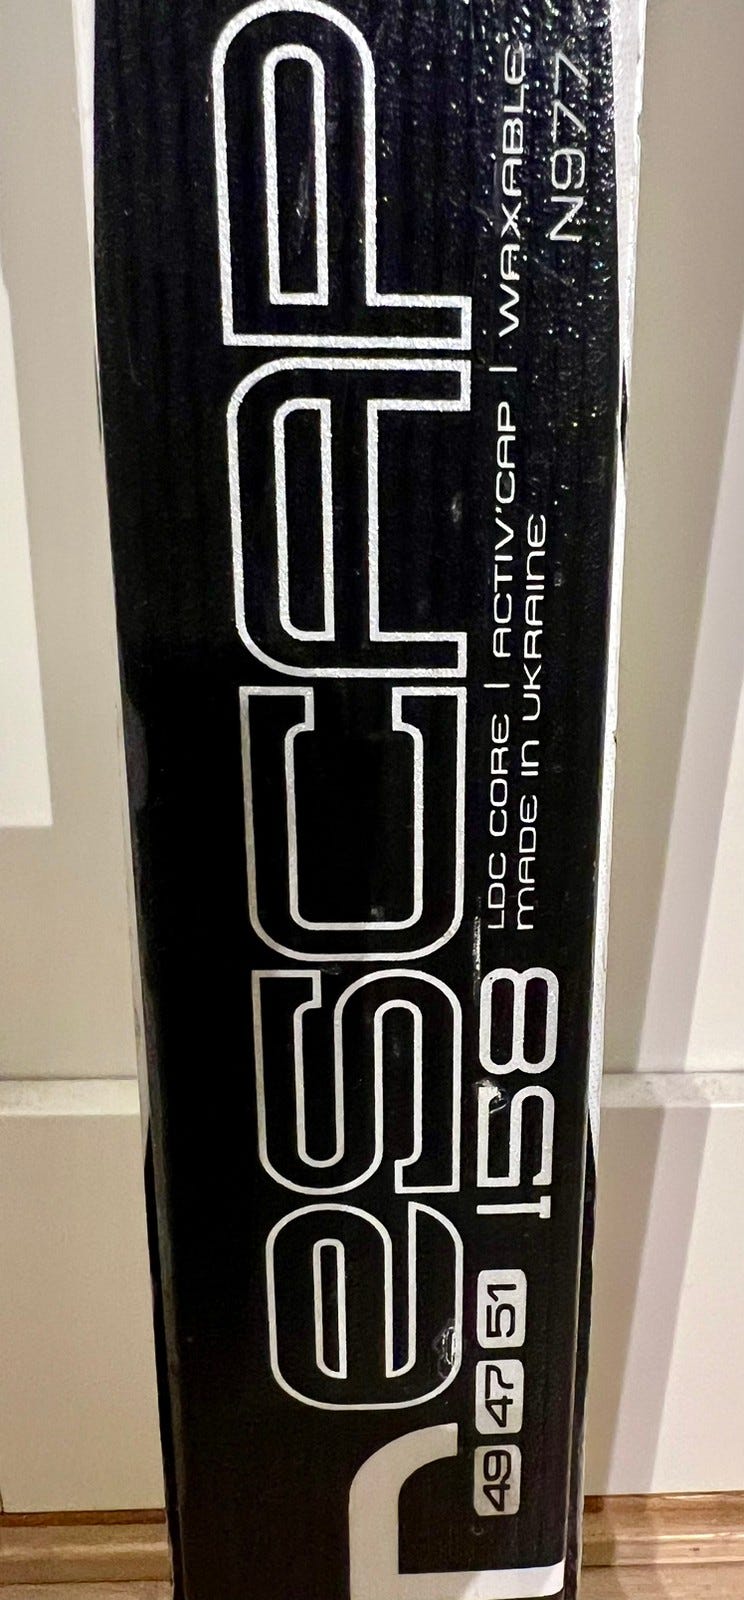 escap
49 47 51 158 LDC CORE | ACTIV'CAP | WAXABLE
MADE IN UKRAINE
N977